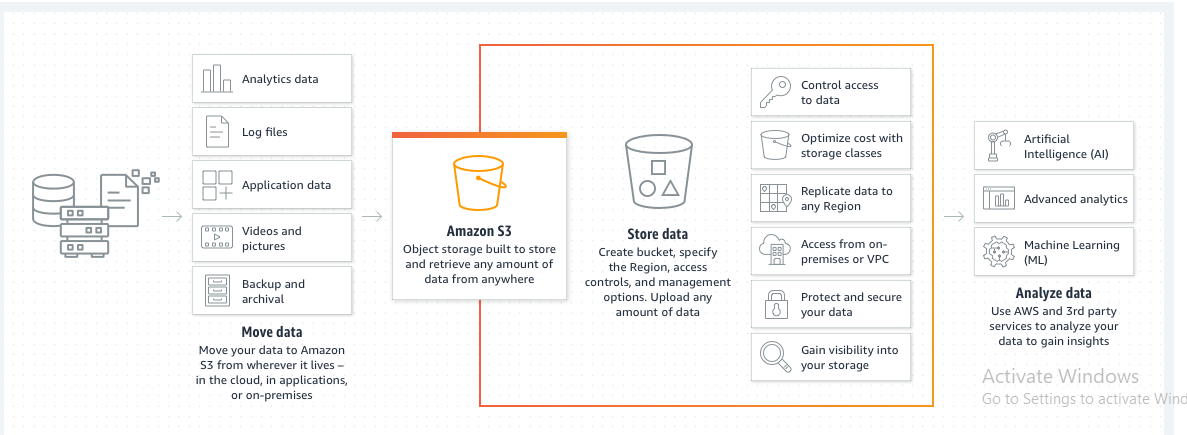 Analytics data
Log files
Application data
Videos and
pictures
Backup and
archival
Move data
Move your data to Amazon
S3 from wherever it lives –
in the cloud, in applications,
or on-premises
Amazon S3
Object storage built to store
and retrieve any amount of
data from anywhere
Store data
Create bucket, specify
the Region, access
controls, and management
options. Upload any
amount of data
Control access
to data
Optimize cost with
storage classes
Replicate data to
any Region
Access from on-
premises or VPC
Protect and secure
your data
Gain visibility into
your storage
Artificial
Intelligence (AI)
Advanced analytics
Machine Learning
(ML)
Analyze data
Use AWS and 3rd party
services to analyze your
data to gain insights
Activate Windows
Go to Settings to activate Wind